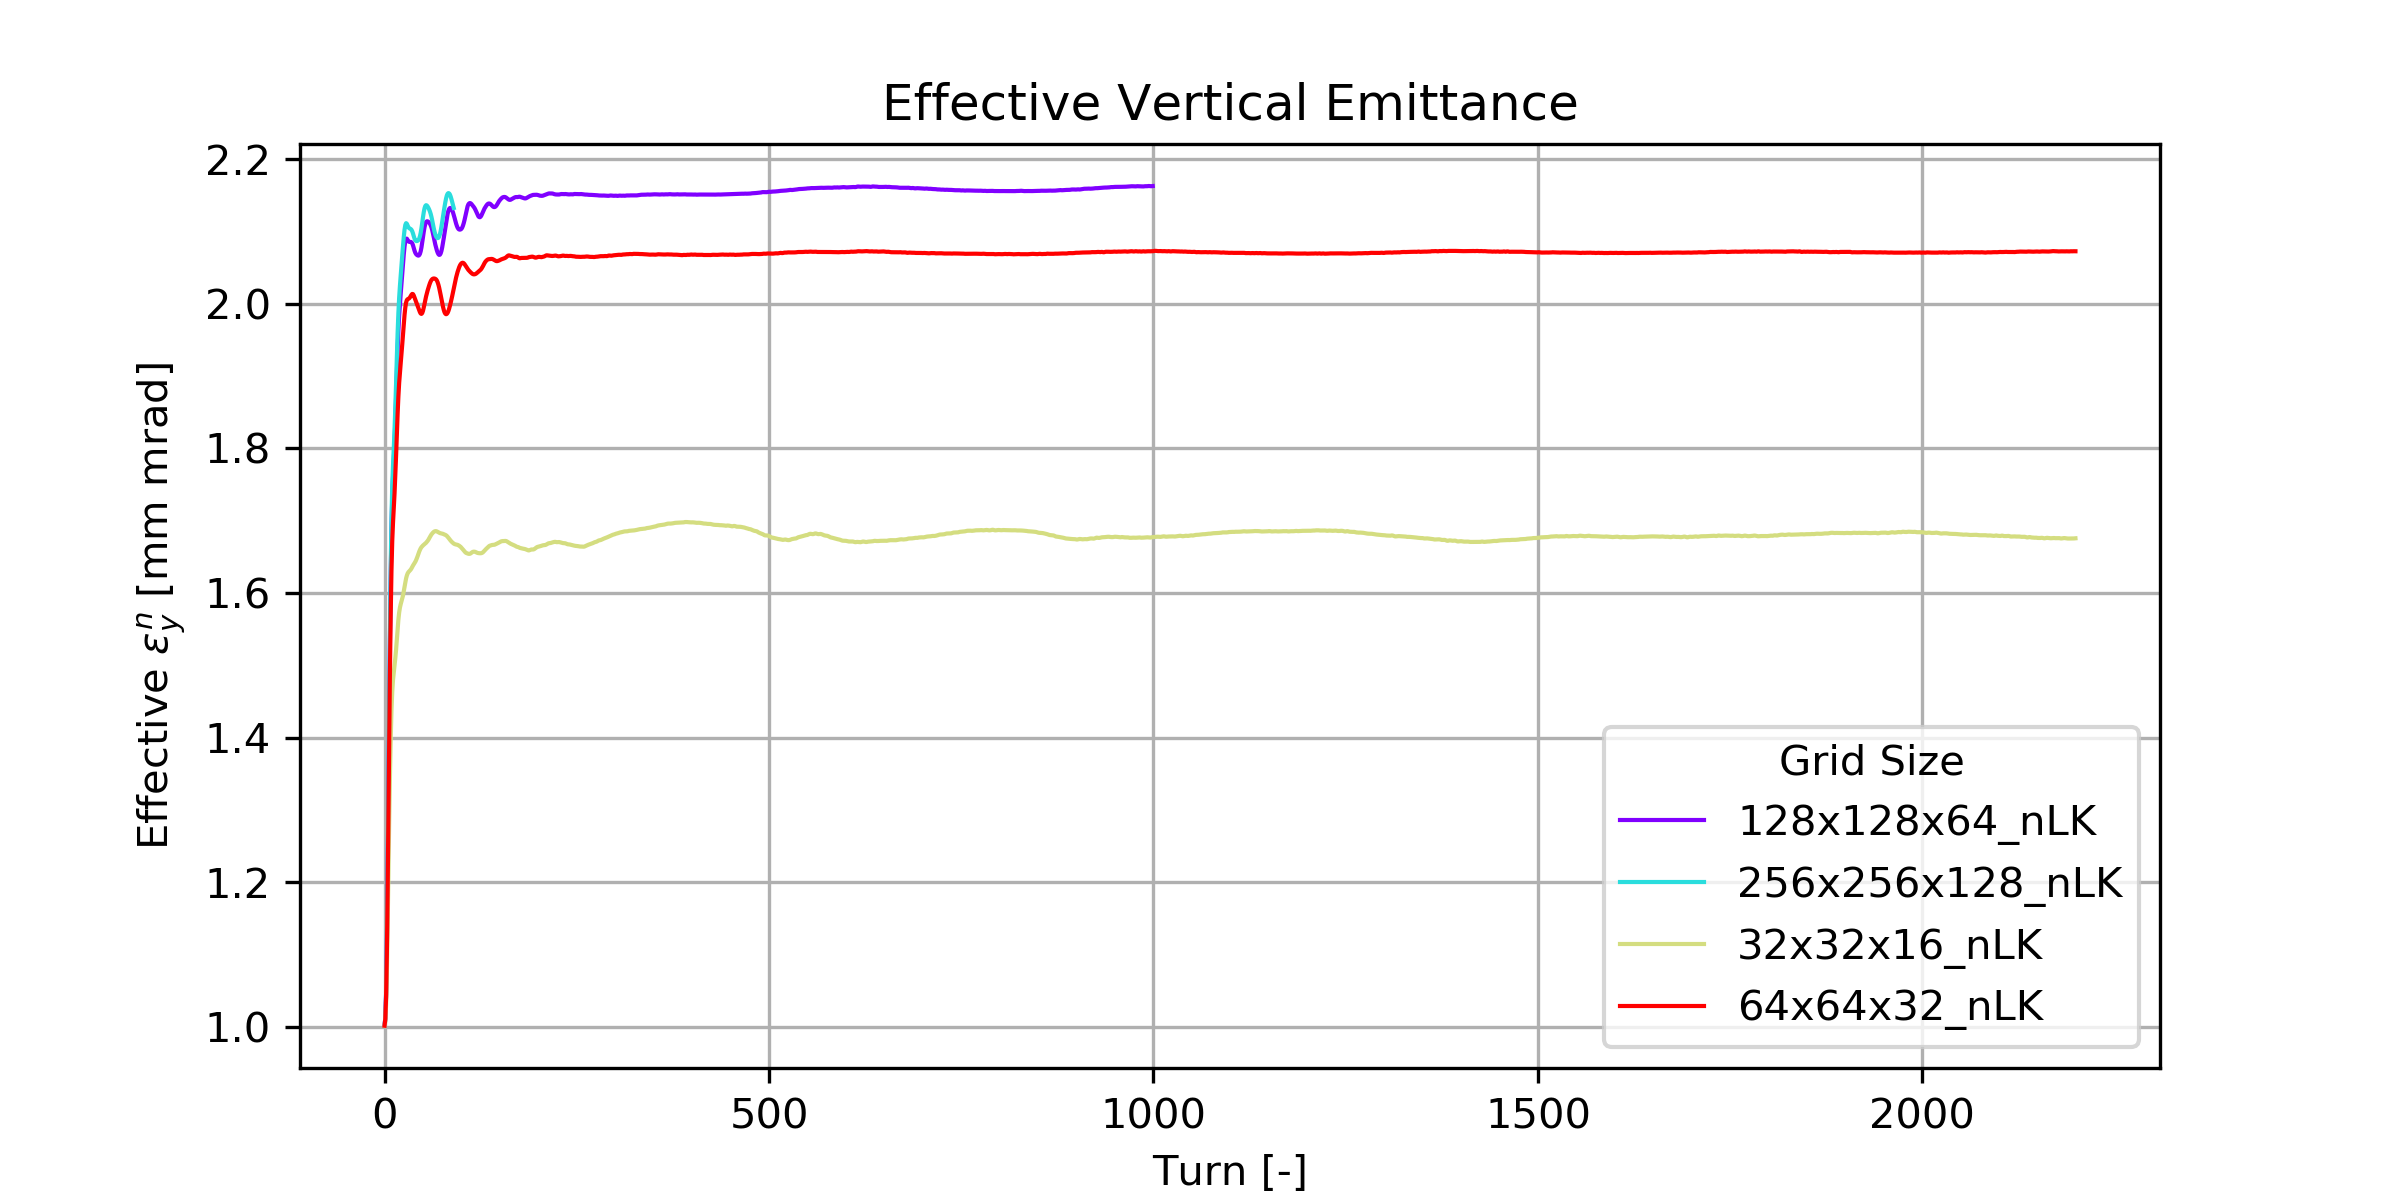 Effective Vertical Emittance
Effective ε_y^n [mm mrad]
2.2
2.0
1.8
1.6
1.4
1.2
1.0
Grid Size
128x128x64_nLK
256x256x128_nLK
32x32x16_nLK
64x64x32_nLK
0 500 1000 1500 2000
Turn [-]